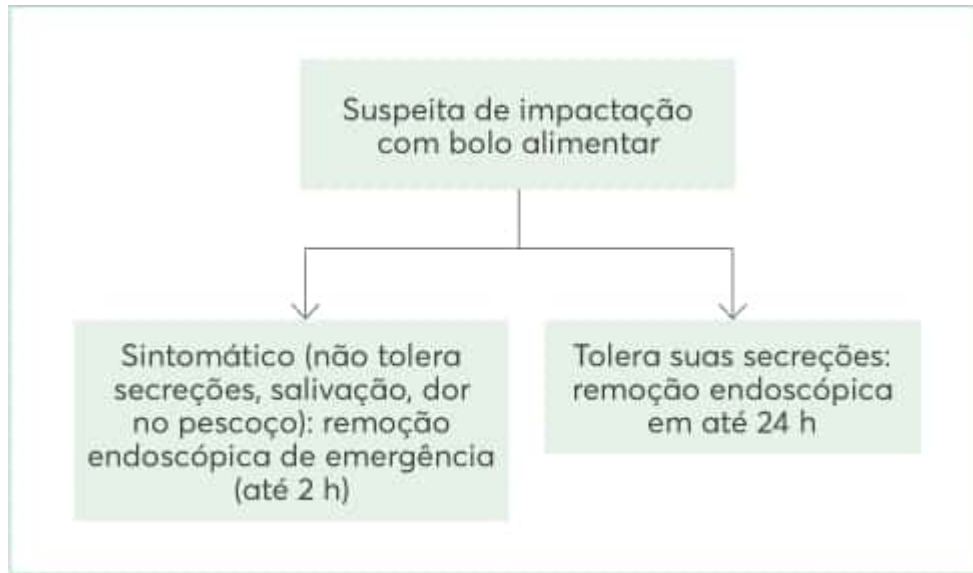 Suspeita de impactação
com bolo alimentar
Sintomático (não tolera
secreções, salivação, dor
no pescoço): remoção
endoscópica de emergência
(até 2 h)
Tolera suas secreções:
remoção endoscópica
em até 24 h